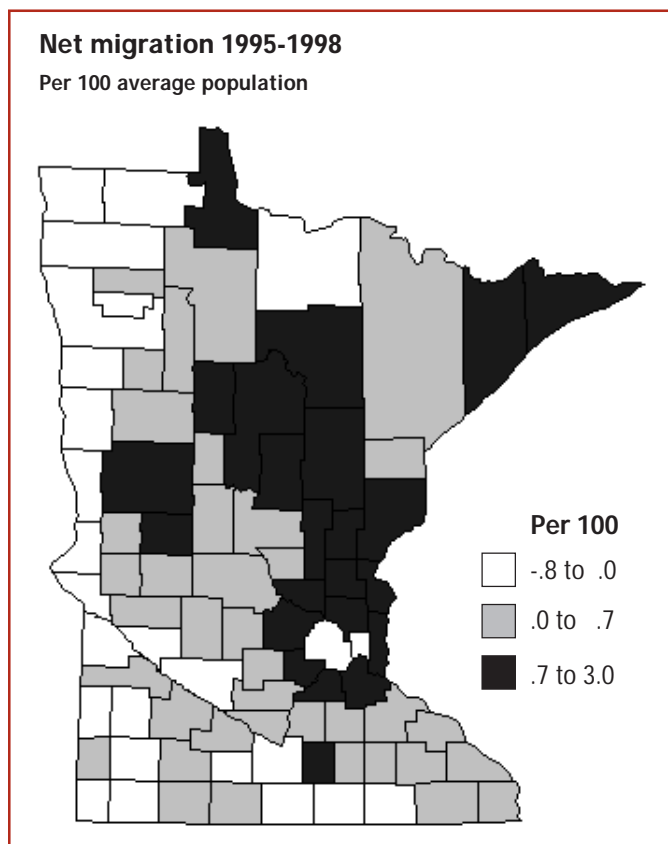 Net migration 1995-1998
Per 100 average population
Per 100
-.8 to .0
.0 to .7
.7 to 3.0